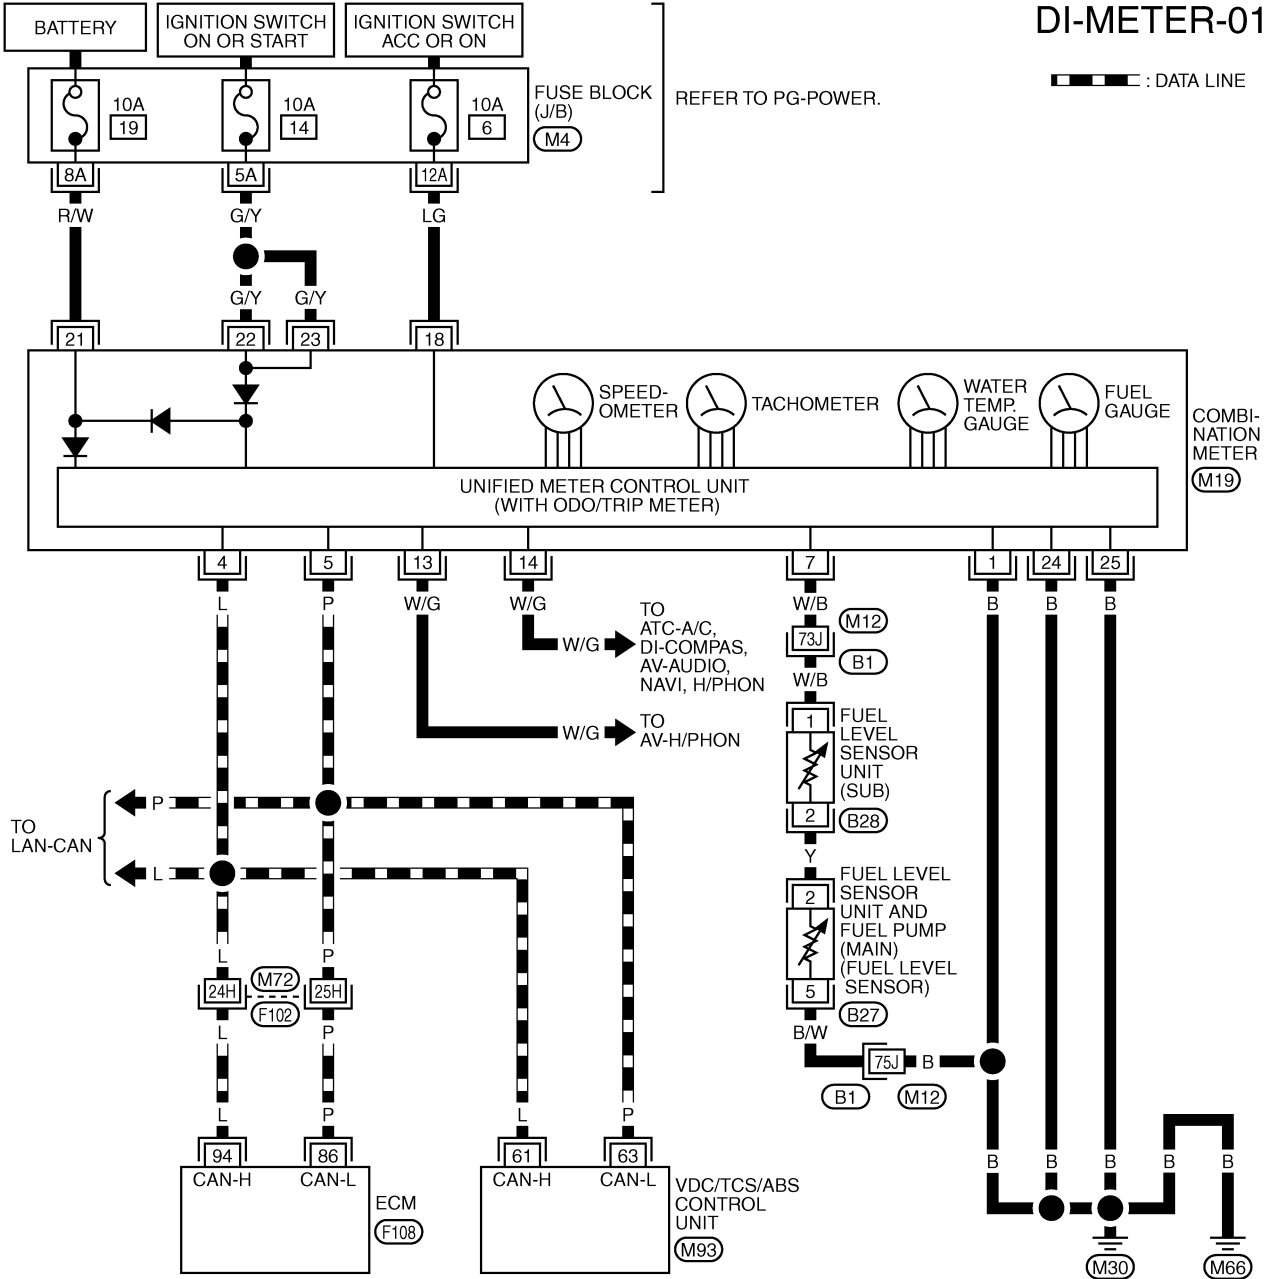 DI-METER-01
: DATA LINE
BATTERY
IGNITION SWITCH
ON OR START
IGNITION SWITCH
ACC OR ON
10A
19
10A
14
10A
6
FUSE BLOCK
(J/B)
M4
REFER TO PG-POWER.
8A
5A
12A
R/W
G/Y
LG
G/Y
G/Y
21
22
23
18
SPEED-
OMETER
TACHOMETER
WATER
TEMP.
GAUGE
FUEL
GAUGE
COMBI-
NATION
METER
M19
UNIFIED METER CONTROL UNIT
(WITH ODO/TRIP METER)
4
5
13
14
7
1
24
25
L
P
W/G
W/G
W/B
B
B
B
W/G
TO
ATC-A/C,
DI-COMPAS,
AV-AUDIO,
NAVI, H/PHON
W/G
TO
AV-H/PHON
73J
M12
B1
W/B
1
FUEL
LEVEL
SENSOR
UNIT
(SUB)
2
B28
Y
2
FUEL LEVEL
SENSOR
UNIT AND
FUEL PUMP
(MAIN)
(FUEL LEVEL
SENSOR)
5
B27
B/W
75J
B
B1
M12
TO
LAN-CAN
P
L
L
P
24H
M72
F102
25H
L
P
L
P
L
P
94
86
61
63
CAN-H
CAN-L
ECM
F108
CAN-H
CAN-L
VDC/TCS/ABS
CONTROL
UNIT
M93
B
B
B
B
B
M30
M66